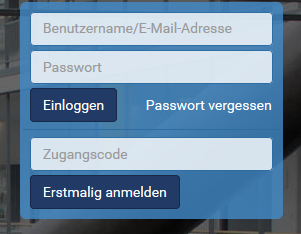 Benutzername/E-Mail-Adresse
Passwort
Einloggen Passwort vergessen
Zugangscode
Erstmalig anmelden